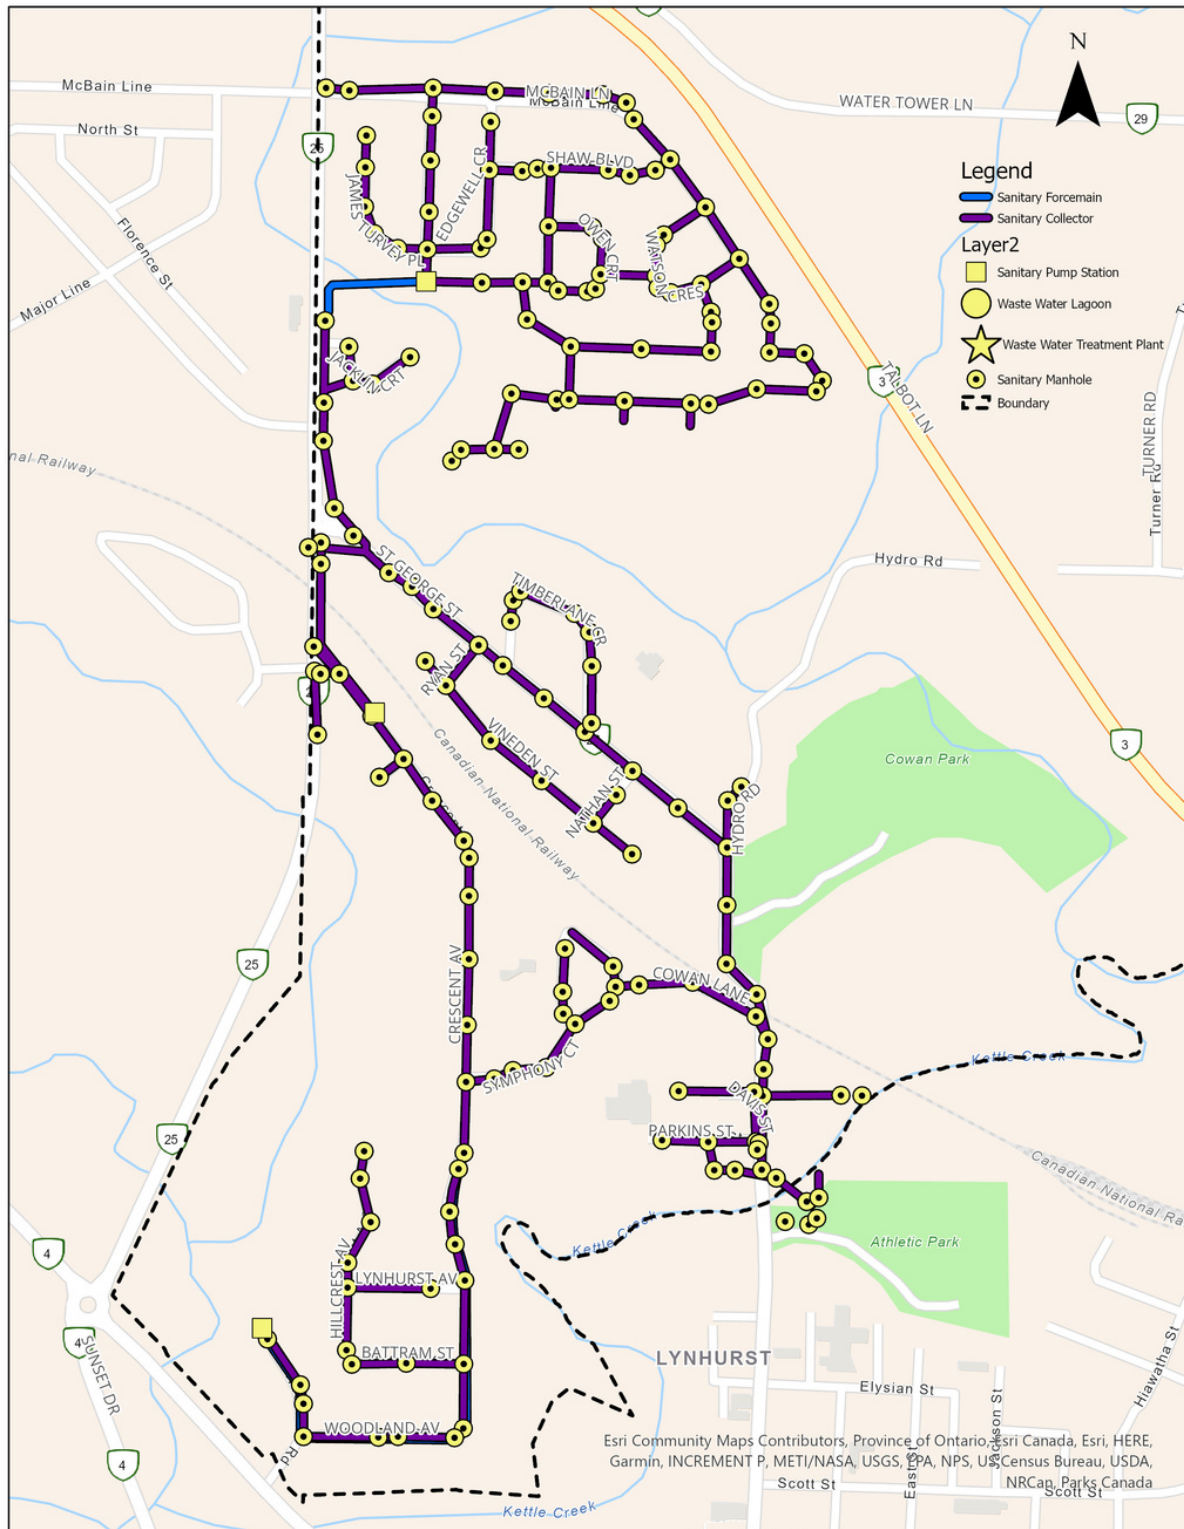 N
McBain Line
MCBAIN LN
McBain Line
WATER TOWER LN
29
North St
25
SHAW BLVD
Legend
Sanitary Forcemain
Sanitary Collector
Layer2
Sanitary Pump Station
Waste Water Lagoon
Waste Water Treatment Plant
Sanitary Manhole
Boundary
JAMES
TURVEY PL
EDGEWELL CR
OWEN CRT
WATSON
CRES
Florence St
Major Line
JACKLIN CRT
3
TALBOT LN
TURNER RD
Turner Rd
nal Railway
ST GEORGE ST
Hydro Rd
TIMBERLANE CR
RYAN ST
VINEDEN ST
NATHAN ST
Canadian National Railway
HYDRO RD
Cowan Park
3
25
CRESCENT AV
COWAN LANE
SYMPHONY CT
Kettle Creek
25
DAVIS ST
PARKINS ST
Canadian National Ra
Kettle Creek
Athletic Park
4
HILLCREST AV
LYNHURST AV
BATTRAM ST
LYNHURST
SUNSET DR
Elysian St
Hiawatha St
Jackson St
WOODLAND AV
Rd
4
East St
Scott St
Scott St
Kettle Creek
Esri Community Maps Contributors, Province of Ontario, Esri Canada, Esri, HERE,
Garmin, INCREMENT P, METI/NASA, USGS, EPA, NPS, US Census Bureau, USDA,
NRCan, Parks Canada